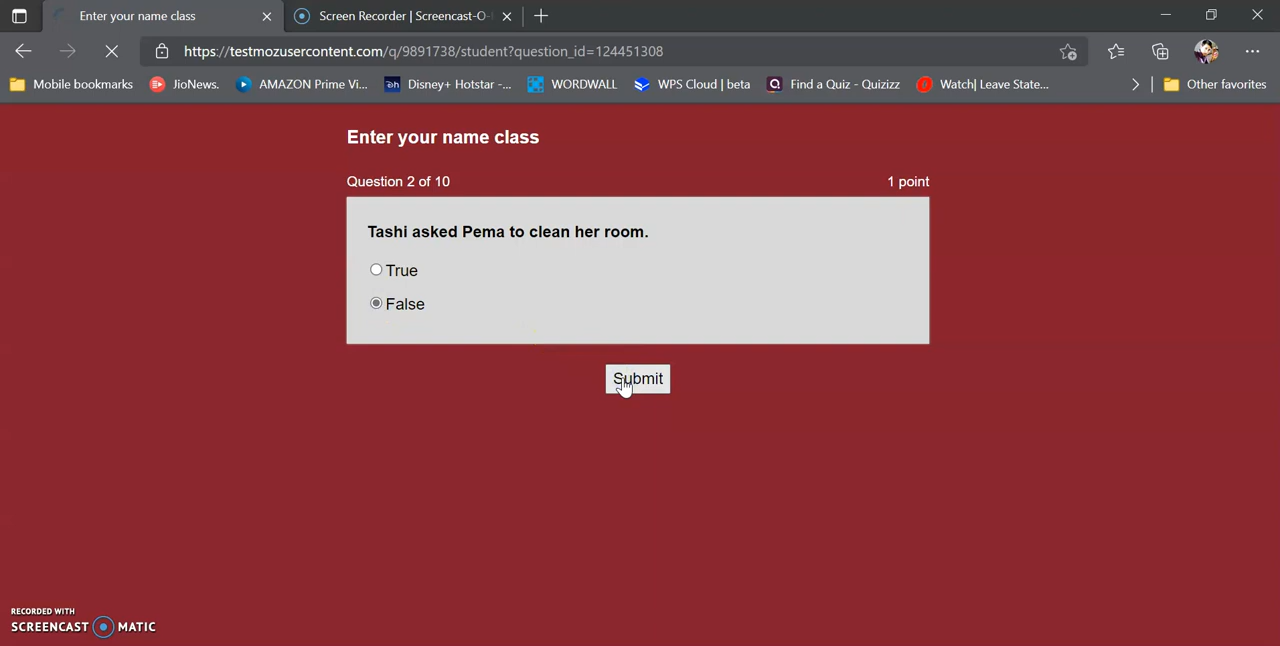 Enter your name class
Screen Recorder | Screencast-O-
https://testmozusercontent.com/q/9891738/student?question_id=124451308
Mobile bookmarks
JioNews.
AMAZON Prime Vi...
Disney+ Hotstar -...
WORDWALL
WPS Cloud | beta
Find a Quiz - Quizizz
Watch| Leave State...
Other favorites
Enter your name class
Question 2 of 10
1 point
Tashi asked Pema to clean her room.
True
False
Submit
RECORDED WITH
SCREENCAST MATIC